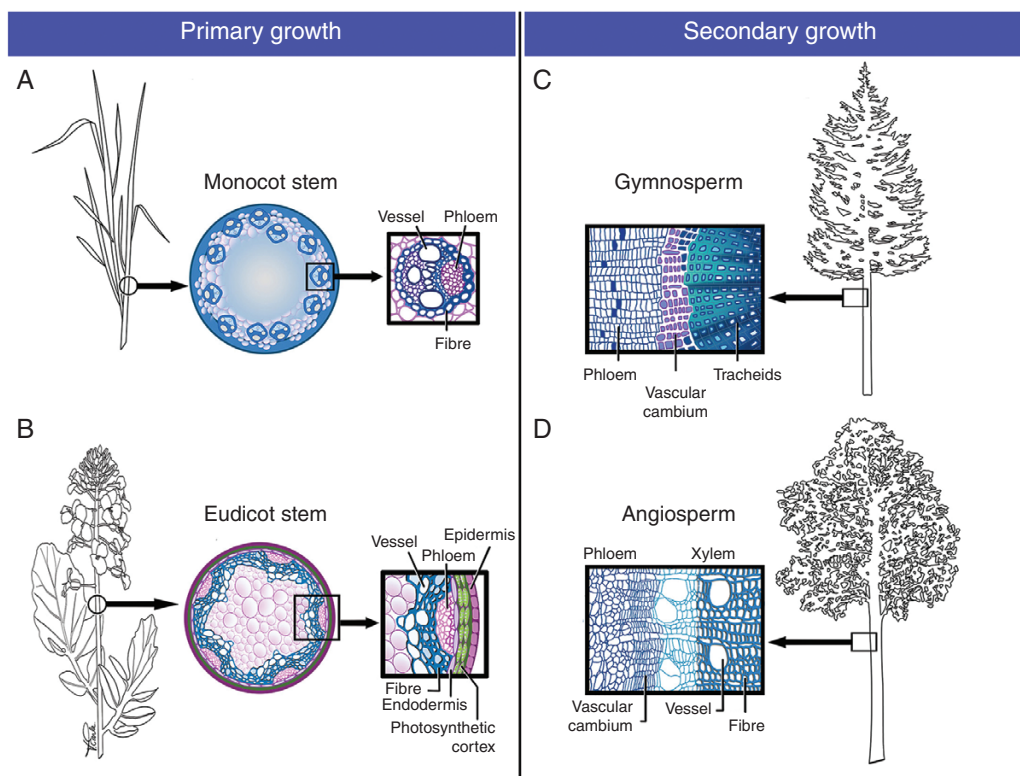 Primary growth
A
Monocot stem
Vessel Phloem
Fibre
B
Eudicot stem
Vessel
Epidermis
Phloem
Fibre
Endodermis
Photosynthetic
cortex
Secondary growth
C
Gymnosperm
Phloem
Vascular
cambium
Tracheids
D
Angiosperm
Phloem
Xylem
Vascular
cambium
Vessel
Fibre